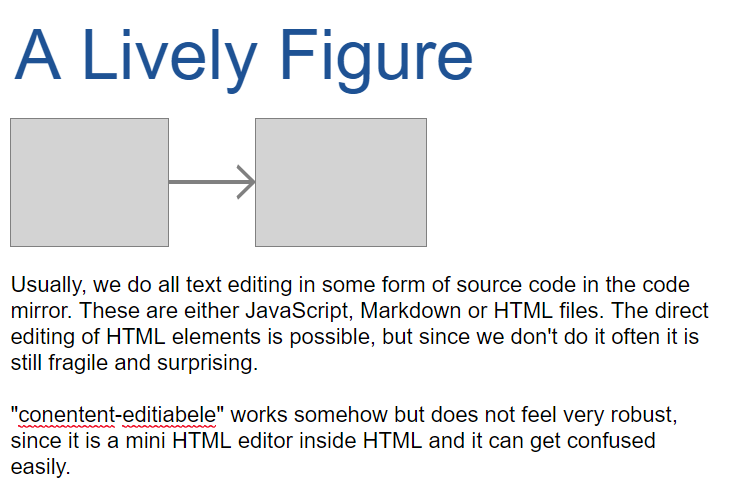 A Lively Figure
Usually, we do all text editing in some form of source code in the code
mirror. These are either JavaScript, Markdown or HTML files. The direct
editing of HTML elements is possible, but since we don't do it often it is
still fragile and surprising.
"conentent-editiabele" works somehow but does not feel very robust,
since it is a mini HTML editor inside HTML and it can get confused
easily.